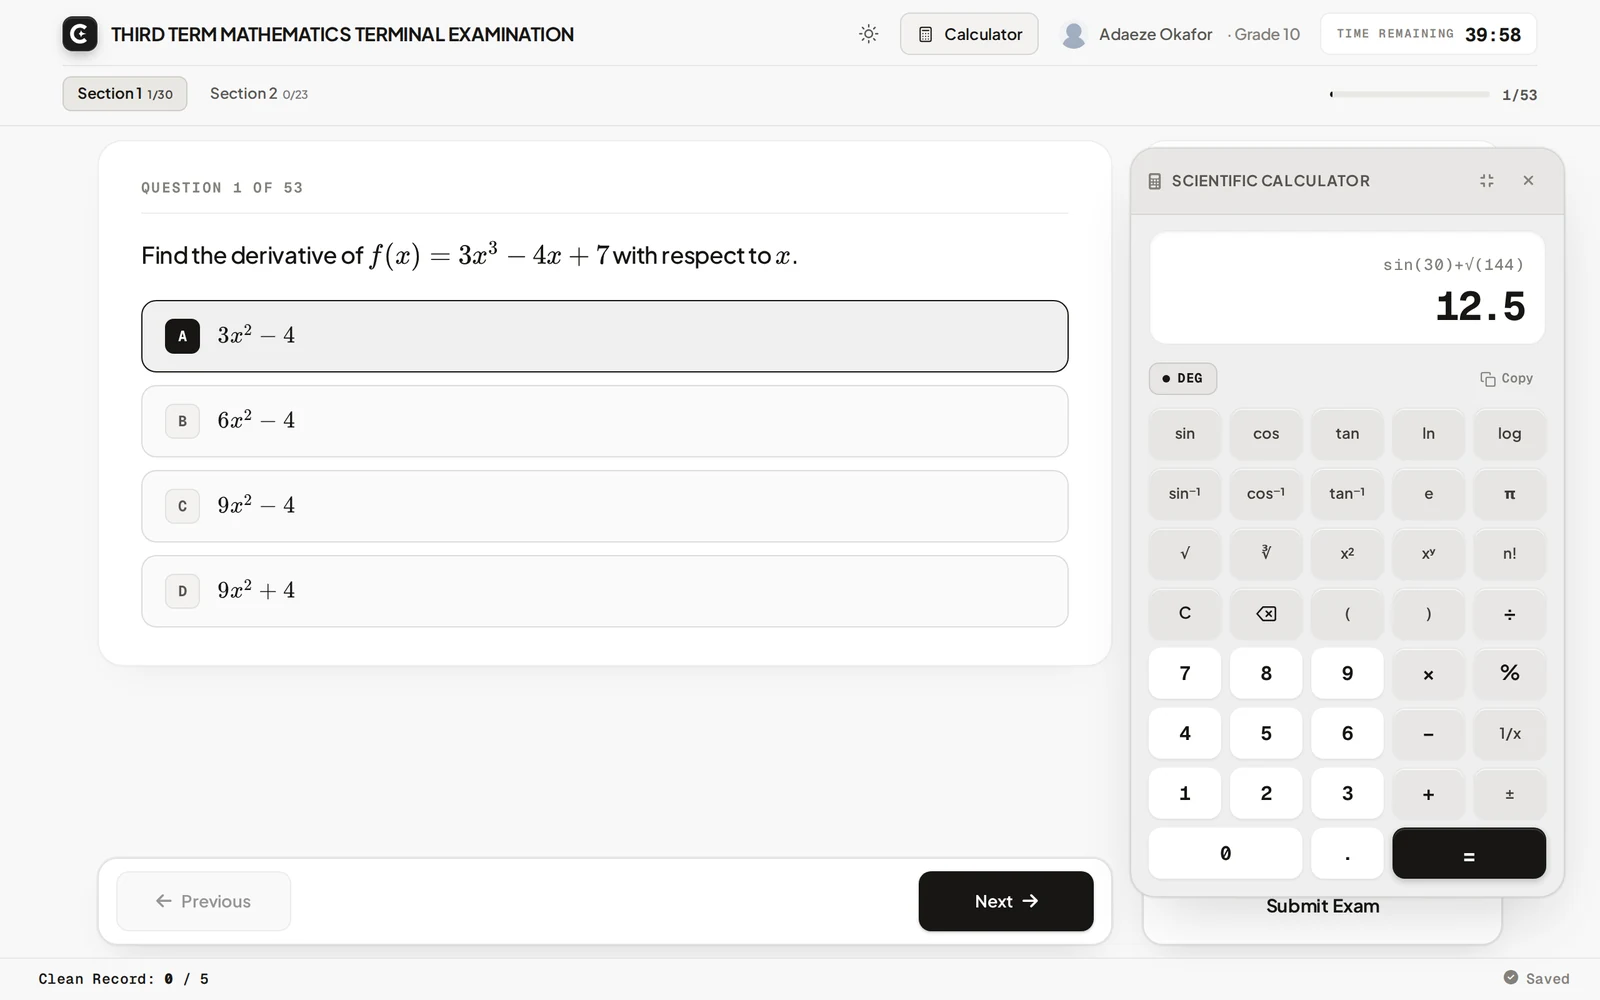 THIRD TERM MATHEMATICS TERMINAL EXAMINATION
Calculator
Adaeze Okafor · Grade 10
TIME REMAINING 39:58
Section 1 1/30
Section 2 0/23
1/53
QUESTION 1 OF 53
Find the derivative of f(x) = 3x³ − 4x + 7 with respect to x.
A 3x² − 4
B 6x² − 4
C 9x² − 4
D 9x² + 4
← Previous
Next →
SCIENTIFIC CALCULATOR ×
sin(30)+√(144)
12.5
• DEG
Copy
sin cos tan ln log
sin⁻¹ cos⁻¹ tan⁻¹ e π
√ ∛ x² xʸ n!
C ⌫ ( ) ÷
7 8 9 × %
4 5 6 − 1/x
1 2 3 + ±
0 . =
Submit Exam
Clean Record: 0 / 5
Saved